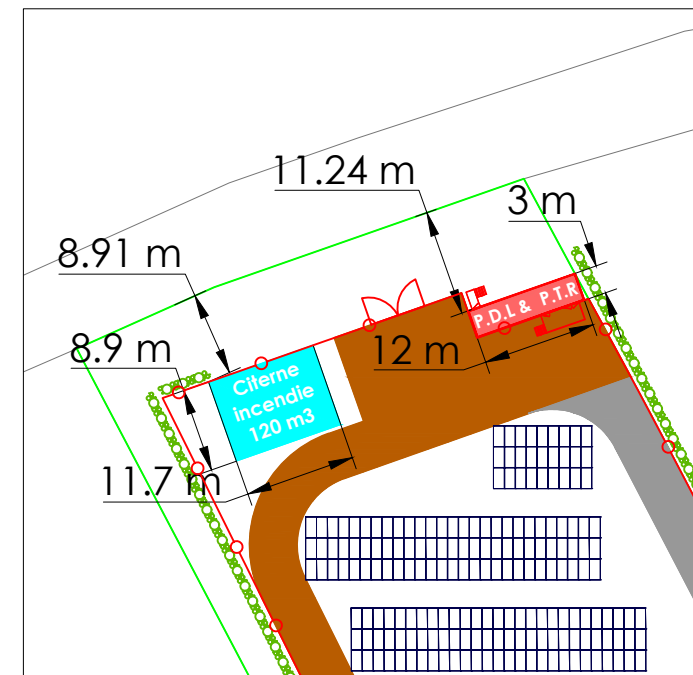 11.24 m
3 m
8.91 m
P.D.L & P.T.R
8.9 m
12 m
Citerne
incendie
120 m3
11.7 m